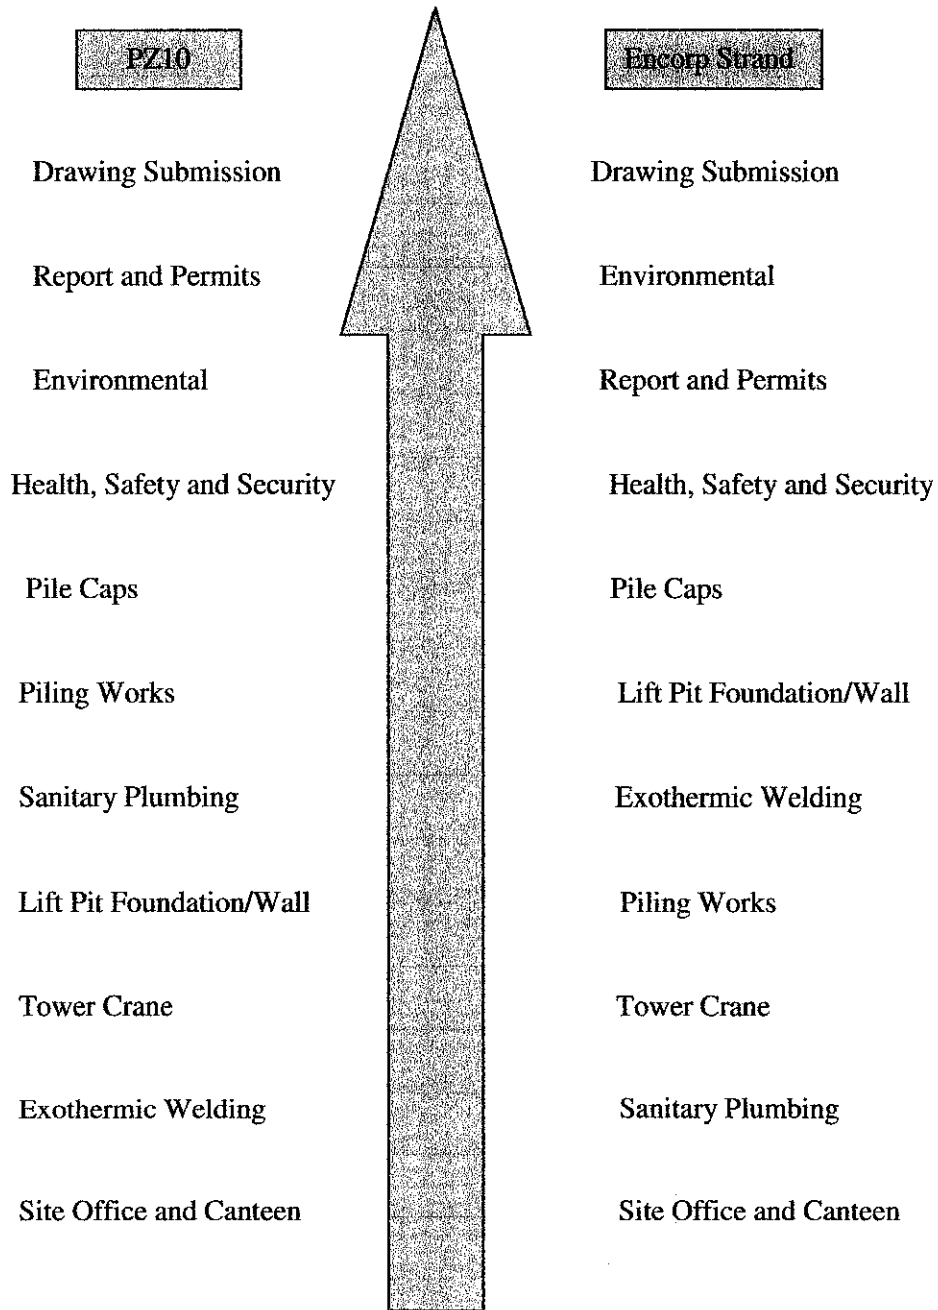 PZ10
Encorp Strand
Drawing Submission
Drawing Submission
Report and Permits
Environmental
Environmental
Report and Permits
Health, Safety and Security
Health, Safety and Security
Pile Caps
Pile Caps
Piling Works
Lift Pit Foundation/Wall
Sanitary Plumbing
Exothermic Welding
Lift Pit Foundation/Wall
Piling Works
Tower Crane
Tower Crane
Exothermic Welding
Sanitary Plumbing
Site Office and Canteen
Site Office and Canteen